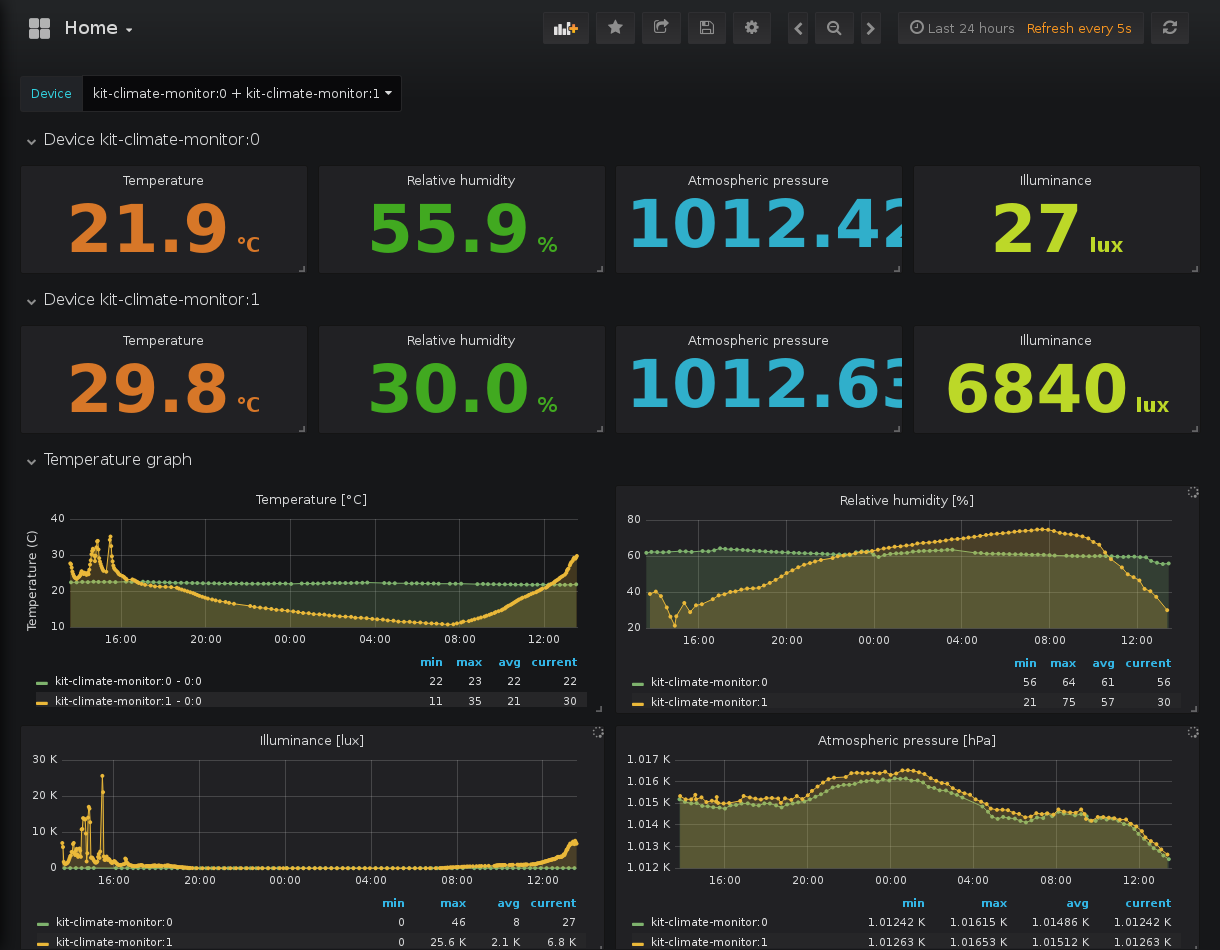 Home
Last 24 hours Refresh every 5s
Device kit-climate-monitor:0 + kit-climate-monitor:1
Device kit-climate-monitor:0
Temperature Relative humidity Atmospheric pressure Illuminance
21.9 °C 55.9 % 1012.42 27 lux
Device kit-climate-monitor:1
Temperature Relative humidity Atmospheric pressure Illuminance
29.8 °C 30.0 % 1012.63 6840 lux
Temperature graph
Temperature [°C]
Temperature (C)
40
30
20
10
16:00 20:00 00:00 04:00 08:00 12:00
min max avg current
kit-climate-monitor:0 - 0:0 22 23 22 22
kit-climate-monitor:1 - 0:0 11 35 21 30
Relative humidity [%]
80
60
40
20
16:00 20:00 00:00 04:00 08:00 12:00
min max avg current
kit-climate-monitor:0 56 64 61 56
kit-climate-monitor:1 21 75 57 30
Illuminance [lux]
30 K
20 K
10 K
0
16:00 20:00 00:00 04:00 08:00 12:00
min max avg current
kit-climate-monitor:0 0 46 8 27
kit-climate-monitor:1 0 25.6 K 2.1 K 6.8 K
Atmospheric pressure [hPa]
1.017 K
1.016 K
1.015 K
1.014 K
1.013 K
1.012 K
16:00 20:00 00:00 04:00 08:00 12:00
min max avg current
kit-climate-monitor:0 1.01242 K 1.01615 K 1.01486 K 1.01242 K
kit-climate-monitor:1 1.01263 K 1.01653 K 1.01512 K 1.01263 K